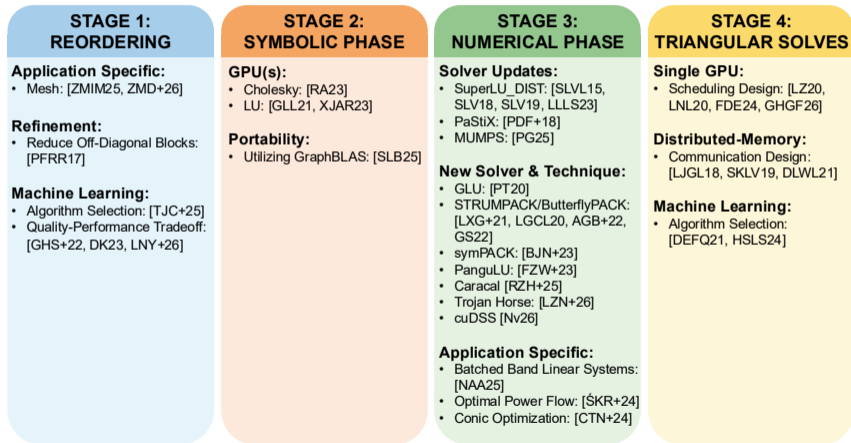 STAGE 1:
REORDERING
Application Specific:
• Mesh: [ZMIM25, ZMD+26]
Refinement:
• Reduce Off-Diagonal Blocks:
[PFRR17]
Machine Learning:
• Algorithm Selection: [TJC+25]
• Quality-Performance Tradeoff:
[GHS+22, DK23, LNY+26]
STAGE 2:
SYMBOLIC PHASE
GPU(s):
• Cholesky: [RA23]
• LU: [GLL21, XJAR23]
Portability:
• Utilizing GraphBLAS: [SLB25]
STAGE 3:
NUMERICAL PHASE
Solver Updates:
• SuperLU_DIST: [SLVL15,
SLV18, SLV19, LLLS23]
• PaStiX: [PDF+18]
• MUMPS: [PG25]
New Solver & Technique:
• GLU: [PT20]
• STRUMPACK/ButterflyPACK:
[LXG+21, LGCL20, AGB+22,
GS22]
• symPACK: [BJN+23]
• PanguLU: [FZW+23]
• Caracal [RZH+25]
• Trojan Horse: [LZN+26]
• cuDSS [Nv26]
Application Specific:
• Batched Band Linear Systems:
[NAA25]
• Optimal Power Flow: [ŚKR+24]
• Conic Optimization: [CTN+24]
STAGE 4:
TRIANGULAR SOLVES
Single GPU:
• Scheduling Design: [LZ20,
LNL20, FDE24, GHGF26]
Distributed-Memory:
• Communication Design:
[LJGL18, SKLV19, DLWL21]
Machine Learning:
• Algorithm Selection:
[DEFQ21, HSLS24]